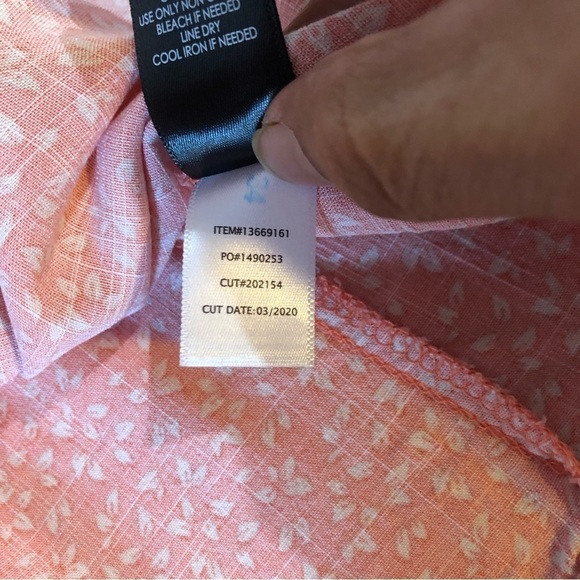 USE ONLY NON
BLEACH IF NEEDED
LINE DRY
COOL IRON IF NEEDED
ITEM#13669161
PO#1490253
CUT#202154
CUT DATE:03/2020